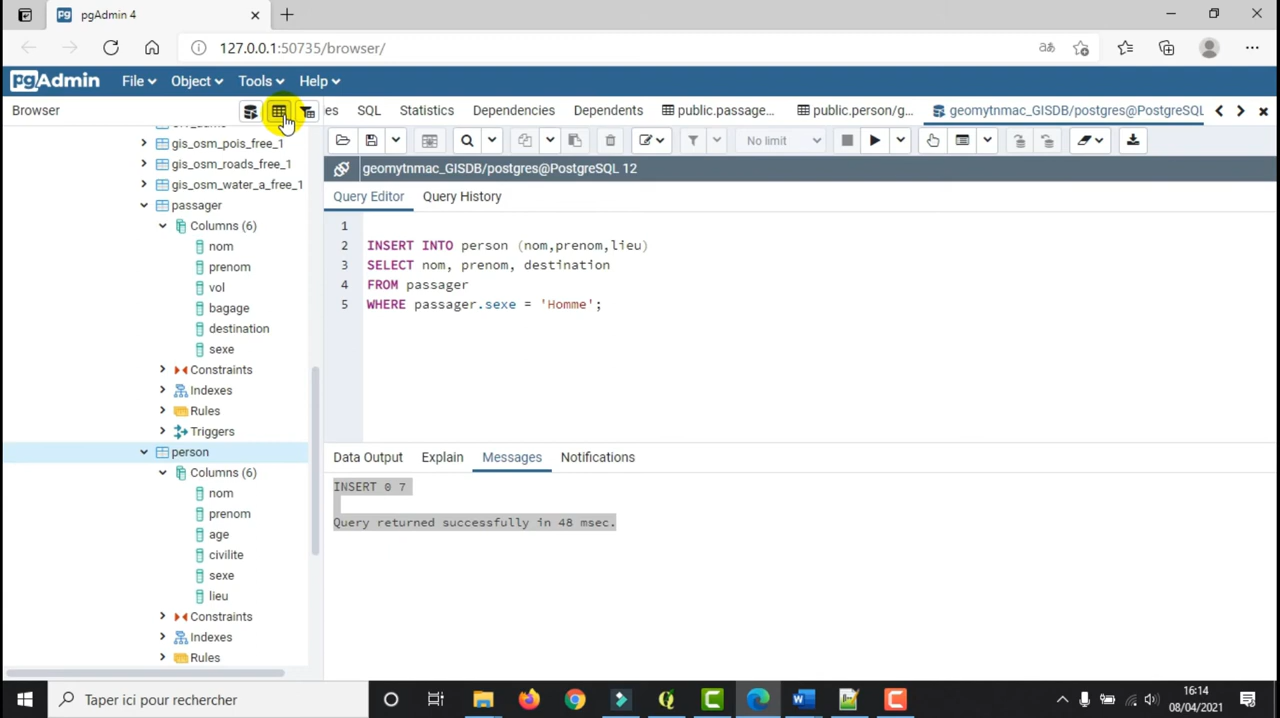 pgAdmin 4
127.0.0.1:50735/browser/
pgAdmin File Object Tools Help
Browser
es SQL Statistics Dependencies Dependents public.passage... public.person/g... geomytnmac_GISDB/postgres@PostgreSQL
No limit
geomytnmac_GISDB/postgres@PostgreSQL 12
Query Editor Query History
gis_osm_pois_free_1
gis_osm_roads_free_1
gis_osm_water_a_free_1
passager
Columns (6)
nom
prenom
vol
bagage
destination
sexe
Constraints
Indexes
Rules
Triggers
person
Columns (6)
nom
prenom
age
civilite
sexe
lieu
Constraints
Indexes
Rules
1
2 INSERT INTO person (nom,prenom,lieu)
3 SELECT nom, prenom, destination
4 FROM passager
5 WHERE passager.sexe = 'Homme';
Data Output Explain Messages Notifications
INSERT 0 7
Query returned successfully in 48 msec.
Taper ici pour rechercher
16:14
08/04/2021